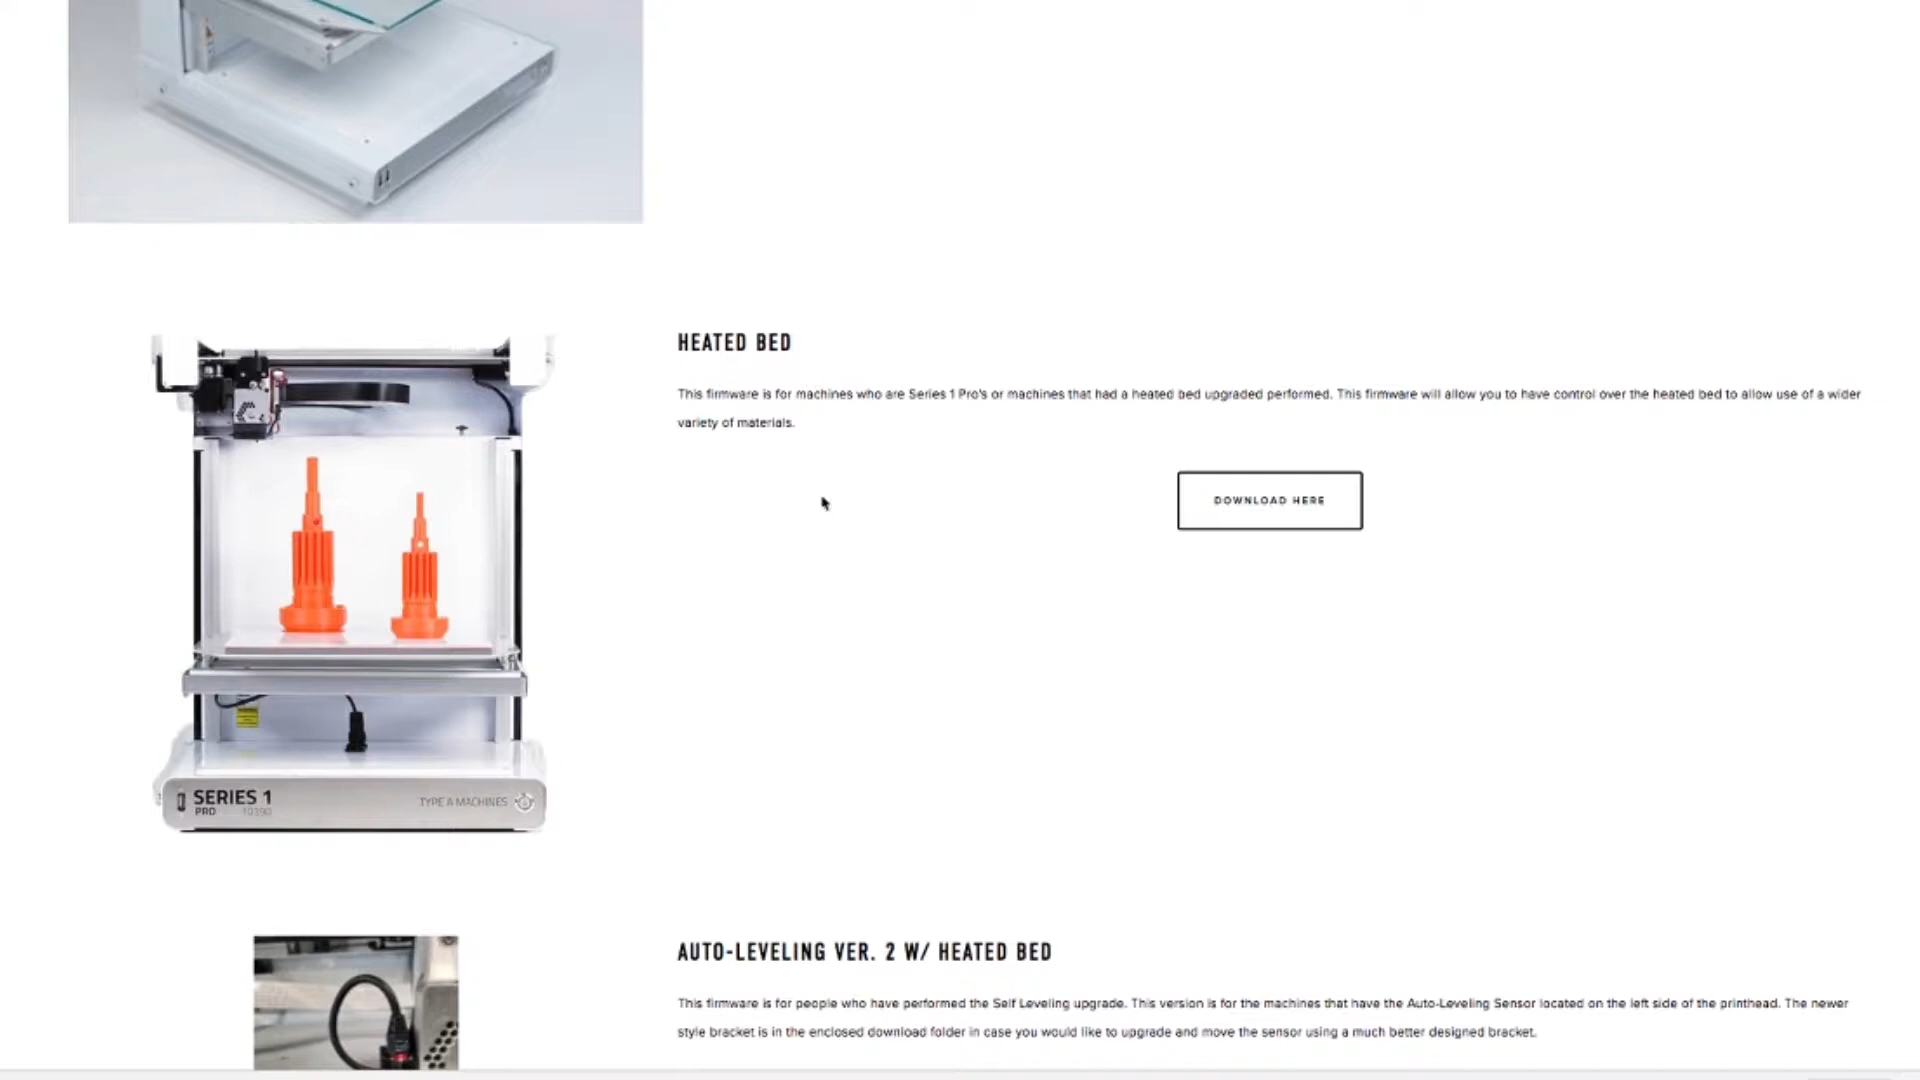 HEATED BED
This firmware is for machines who are Series 1 Pro's or machines that had a heated bed upgraded performed. This firmware will allow you to have control over the heated bed to allow use of a wider
variety of materials.
DOWNLOAD HERE
SERIES 1
PRO 10390
TYPE A MACHINES
AUTO-LEVELING VER. 2 W/ HEATED BED
This firmware is for people who have performed the Self Leveling upgrade. This version is for the machines that have the Auto-Leveling Sensor located on the left side of the printhead. The newer
style bracket is in the enclosed download folder in case you would like to upgrade and move the sensor using a much better designed bracket.